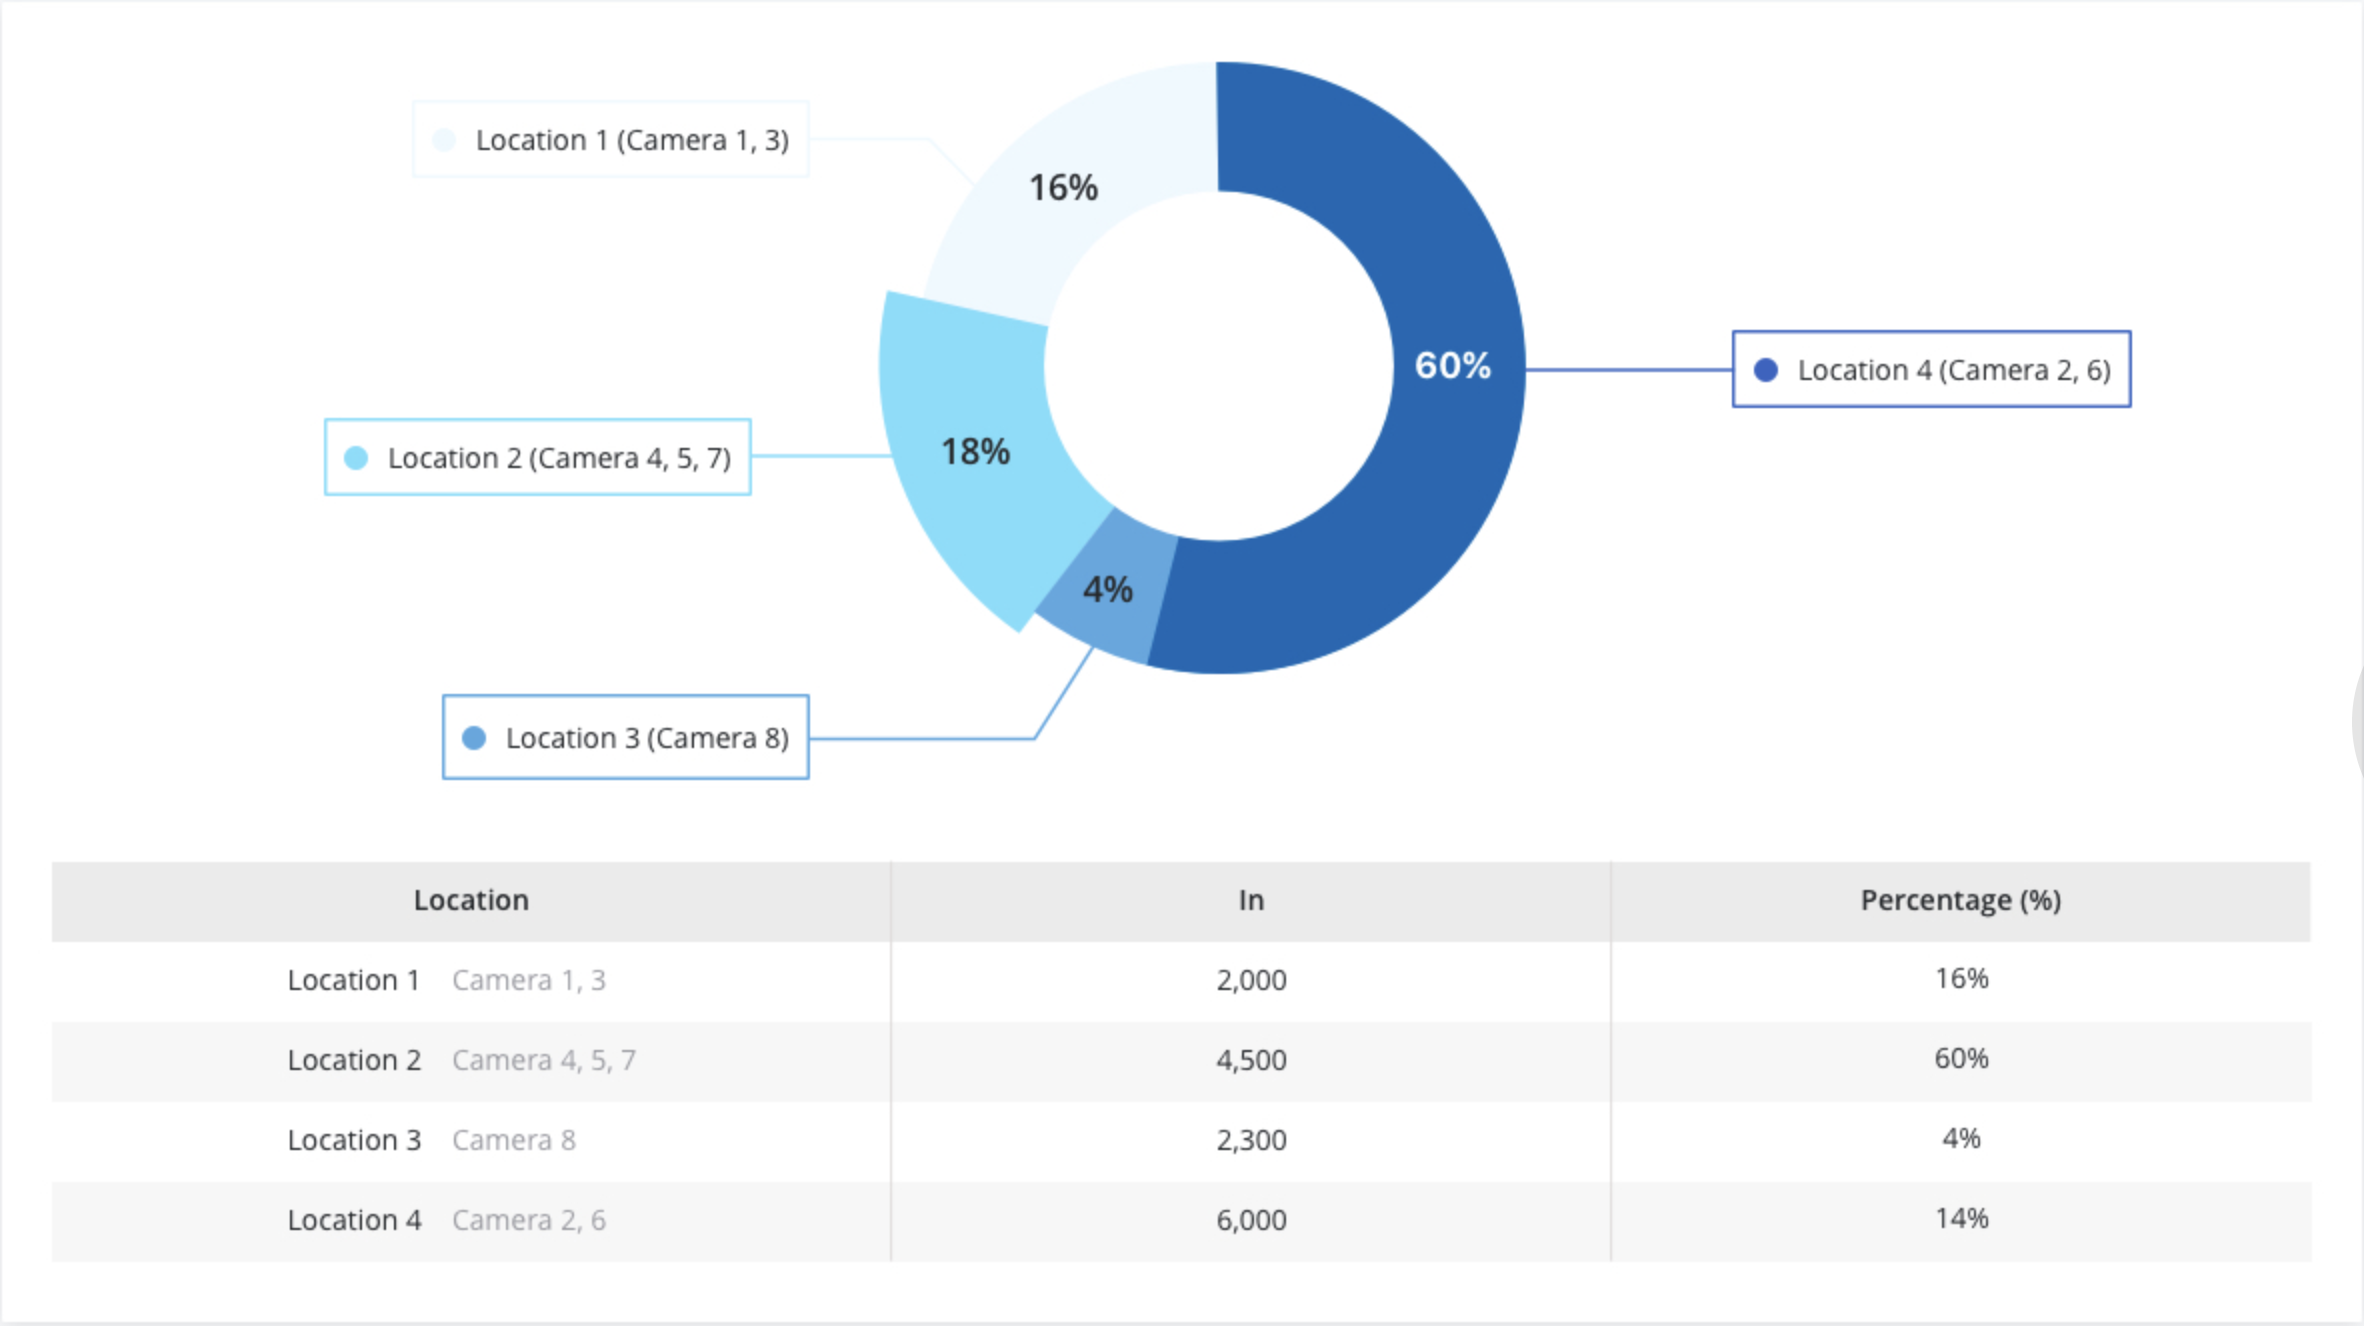 Location 1 (Camera 1, 3)
16%
60%
Location 4 (Camera 2, 6)
Location 2 (Camera 4, 5, 7)
18%
4%
Location 3 (Camera 8)
Location In Percentage (%)
Location 1 Camera 1, 3 2,000 16%
Location 2 Camera 4, 5, 7 4,500 60%
Location 3 Camera 8 2,300 4%
Location 4 Camera 2, 6 6,000 14%